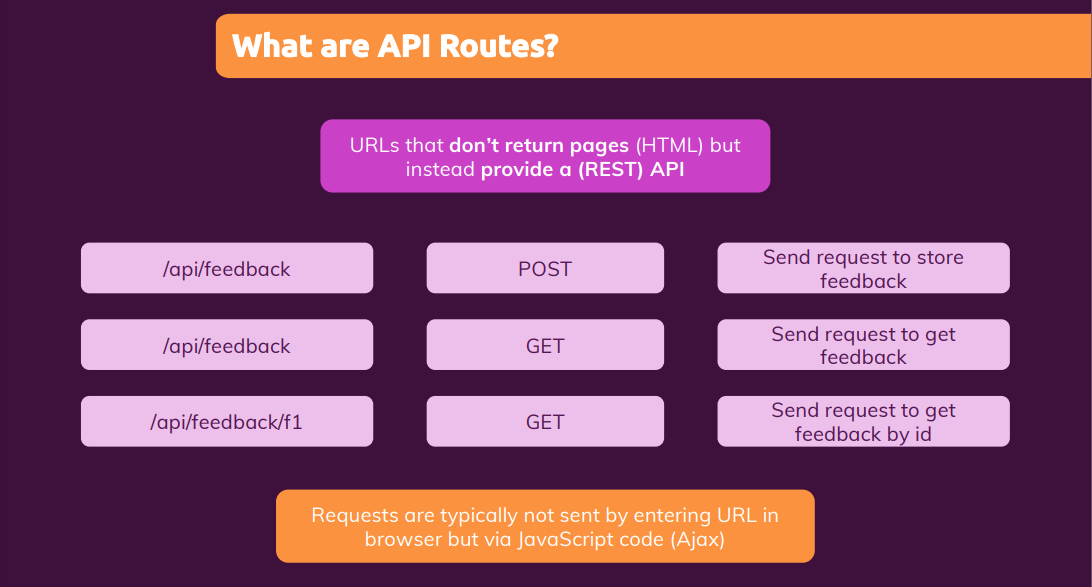 What are API Routes?
URLs that don’t return pages (HTML) but
instead provide a (REST) API
/api/feedback
POST
Send request to store
feedback
/api/feedback
GET
Send request to get
feedback
/api/feedback/f1
GET
Send request to get
feedback by id
Requests are typically not sent by entering URL in
browser but via JavaScript code (Ajax)